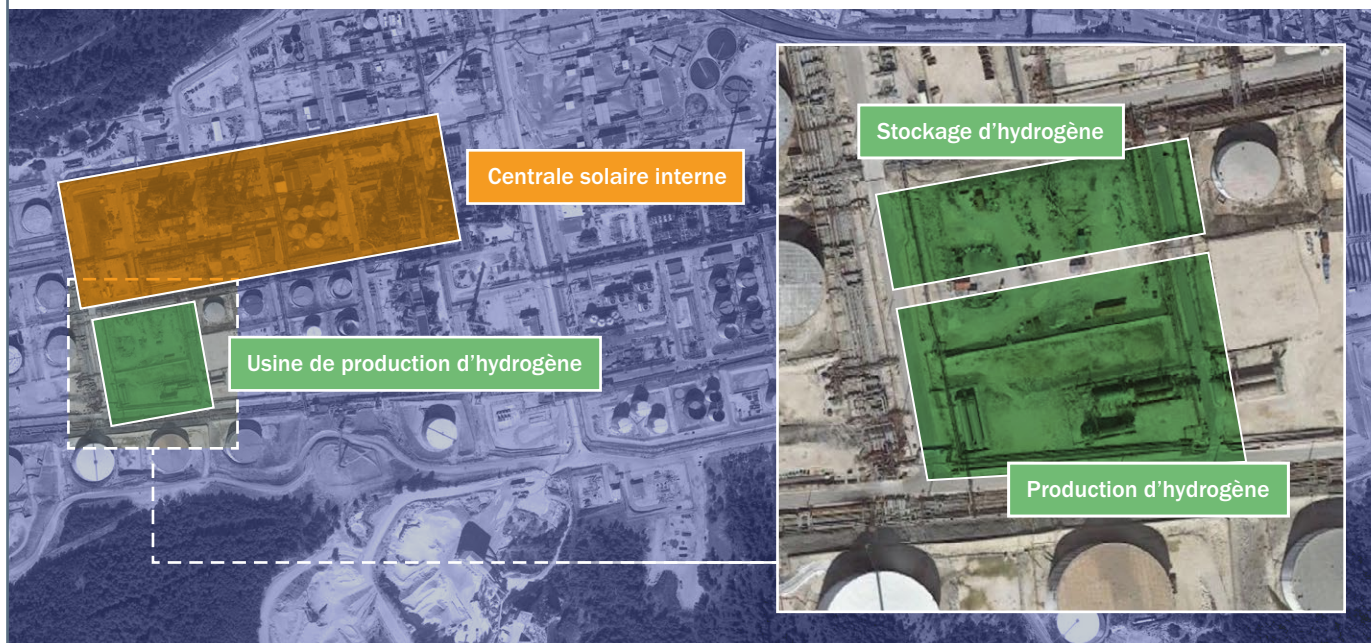 Stockage d’hydrogène
Centrale solaire interne
Usine de production d’hydrogène
Production d’hydrogène